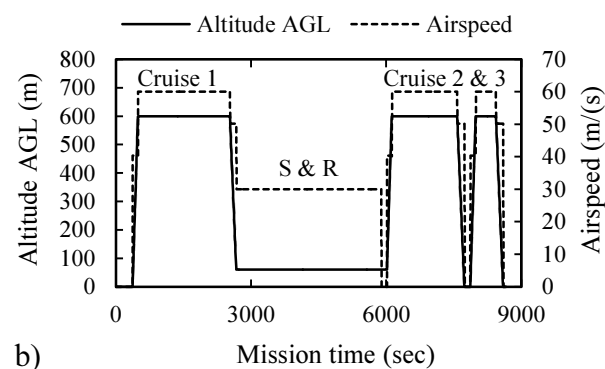 Altitude AGL Airspeed
800 70
700 60
600 50
500 40
400 30
300 20
200 10
100 0
0
Altitude AGL (m)
Airspeed (m/(s)
Cruise 1 Cruise 2 & 3
S & R
0 3000 6000 9000
b) Mission time (sec)